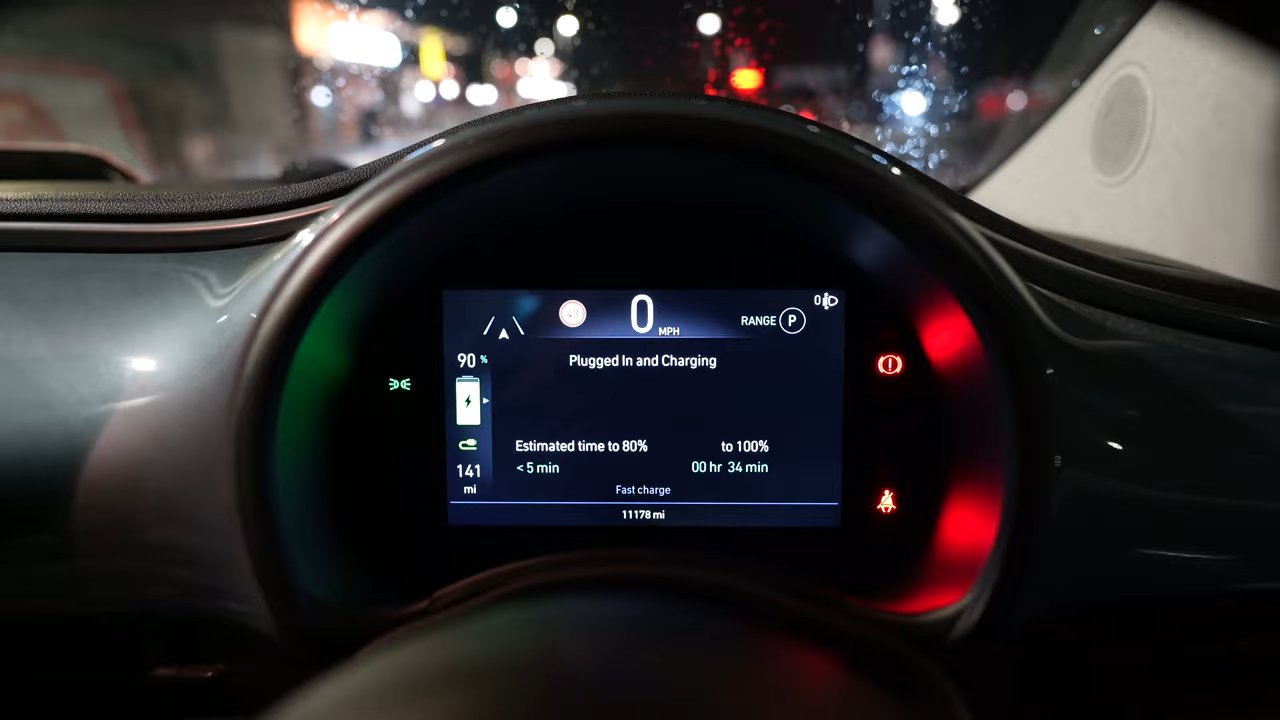 0
0
MPH
RANGE P
90 %
Plugged In and Charging
Estimated time to 80% to 100%
< 5 min 00 hr 34 min
141
mi
Fast charge
11178 mi